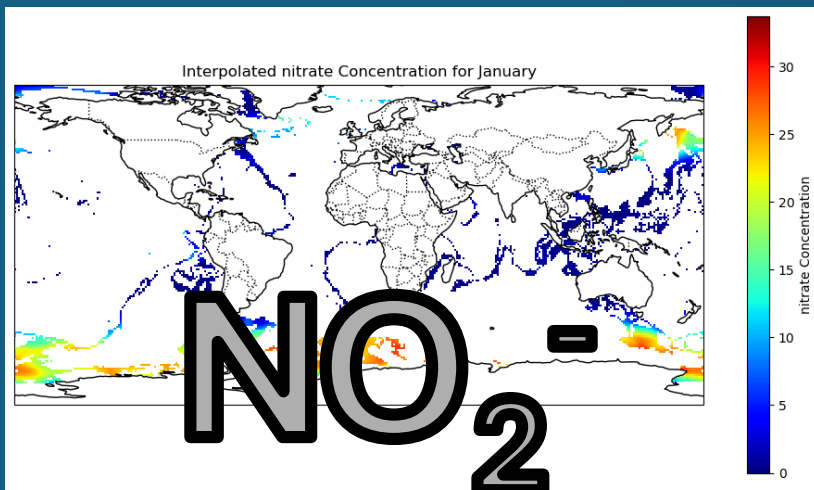 Interpolated nitrate Concentration for January
30
25
20
15
10
5
0
nitrate Concentration
NO₂⁻